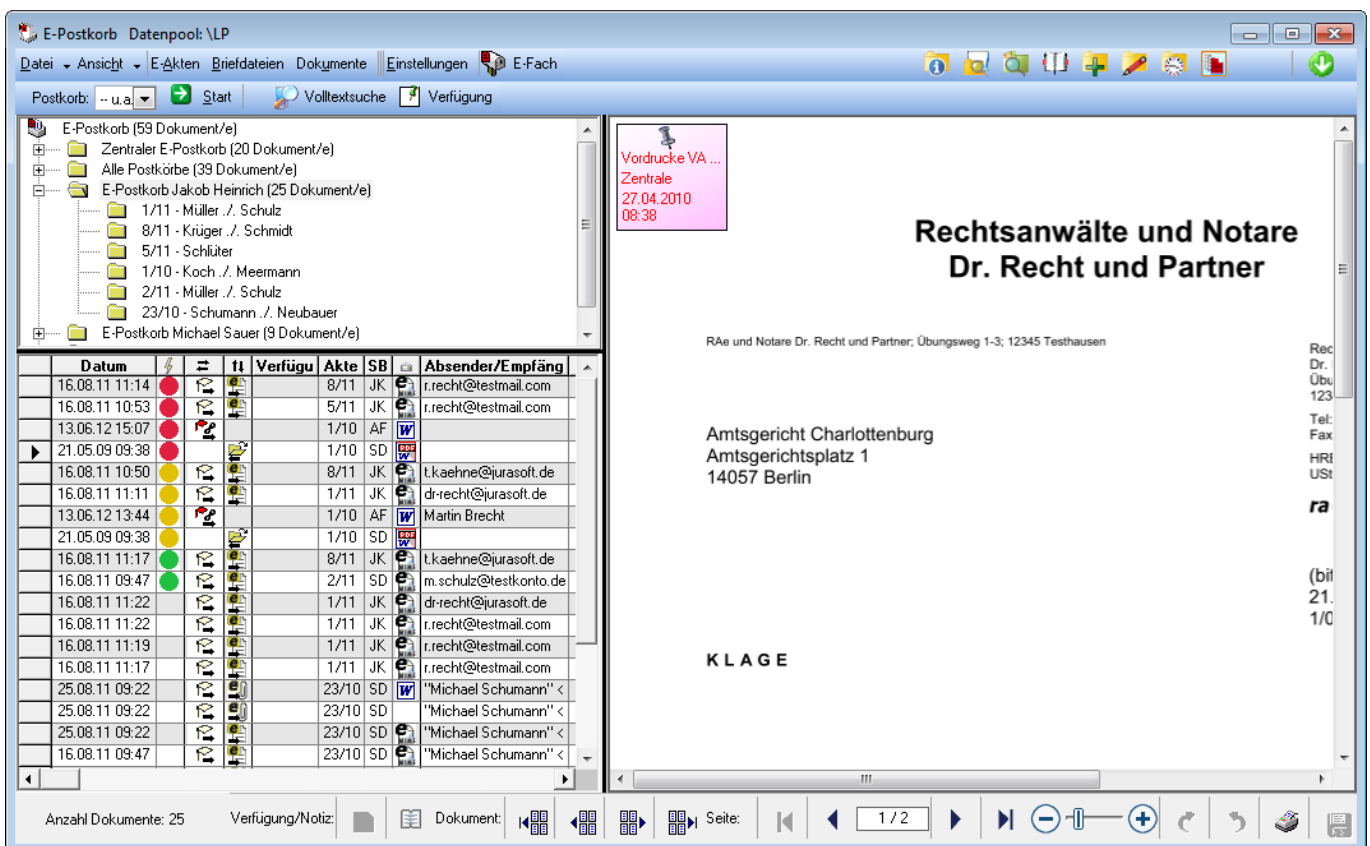 E-Postkorb Datenpool: \LP
Datei Ansicht E-Akten Briefdateien Dokumente Einstellungen E-Fach
Postkorb: -- u.a. Start Volltextsuche Verfügung
E-Postkorb (59 Dokument/e)
Zentraler E-Postkorb (20 Dokument/e)
Alle Postkörbe (39 Dokument/e)
E-Postkorb Jakob Heinrich (25 Dokument/e)
1/11 - Müller ./. Schulz
8/11 - Krüger ./. Schmidt
5/11 - Schlüter
1/10 - Koch ./. Meermann
2/11 - Müller ./. Schulz
23/10 - Schumann ./. Neubauer
E-Postkorb Michael Sauer (9 Dokument/e)
Datum Verfügu Akte SB Absender/Empfäng
16.08.11 11:14 8/11 JK r.recht@testmail.com
16.08.11 10:53 5/11 JK r.recht@testmail.com
13.06.12 15:07 1/10 AF
21.05.09 09:38 1/10 SD
16.08.11 10:50 8/11 JK t.kaehne@jurasoft.de
16.08.11 11:11 1/11 JK dr-recht@jurasoft.de
13.06.12 13:44 1/10 AF Martin Brecht
21.05.09 09:38 1/10 SD
16.08.11 11:17 8/11 JK t.kaehne@jurasoft.de
16.08.11 09:47 2/11 SD m.schulz@testkonto.de
16.08.11 11:22 1/11 JK dr-recht@jurasoft.de
16.08.11 11:22 1/11 JK r.recht@testmail.com
16.08.11 11:19 1/11 JK r.recht@testmail.com
16.08.11 11:17 1/11 JK r.recht@testmail.com
25.08.11 09:22 23/10 SD "Michael Schumann" <
25.08.11 09:22 23/10 SD "Michael Schumann" <
25.08.11 09:22 23/10 SD "Michael Schumann" <
16.08.11 09:47 23/10 SD "Michael Schumann" <
Vordrucke VA ...
Zentrale
27.04.2010
08:38
Rechtsanwälte und Notare
Dr. Recht und Partner
RAe und Notare Dr. Recht und Partner; Übungsweg 1-3; 12345 Testhausen
Rec
Dr.
Übu
123
Tel:
Fax
HRE
USt
ra
Amtsgericht Charlottenburg
Amtsgerichtsplatz 1
14057 Berlin
(bit
21.
1/0
K L A G E
Anzahl Dokumente: 25 Verfügung/Notiz: Dokument: Seite: 1 / 2